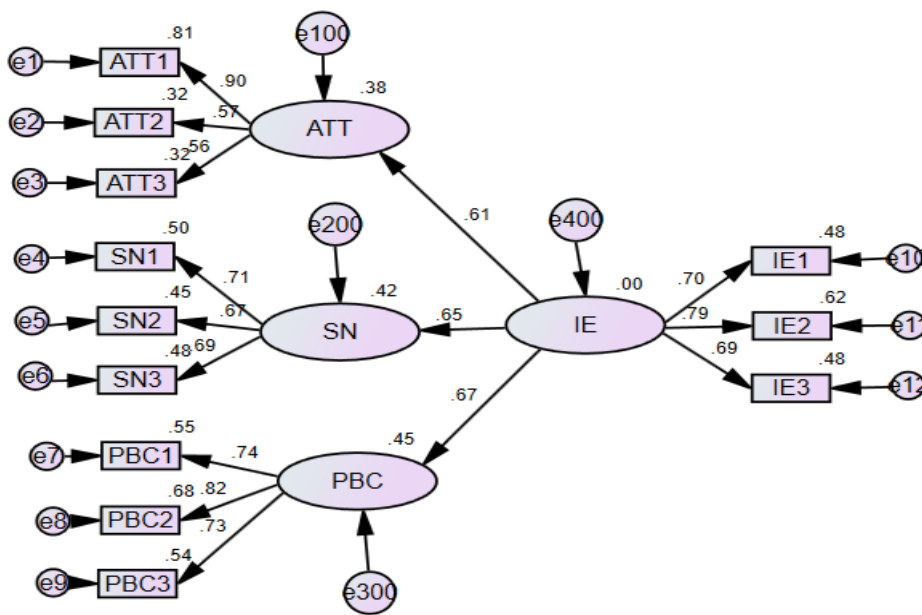 e100
.81
e1
ATT1
.90
.38
.32
e2
ATT2
.57
ATT
.32
.56
e3
ATT3
.61
e200
e400
.50
.48
e4
SN1
.71
.70
IE1
e10
.00
.45
.42
.62
e5
SN2
.67
SN
.65
IE
.79
IE2
e11
.48
.69
e6
SN3
.69
.48
IE3
e12
.67
.55
.45
e7
PBC1
.74
PBC
.68
.82
e8
PBC2
.73
.54
e9
PBC3
e300